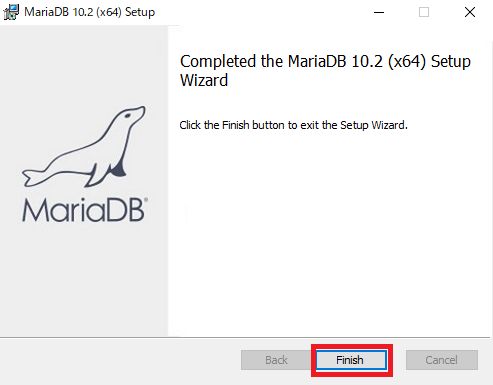 MariaDB 10.2 (x64) Setup
Completed the MariaDB 10.2 (x64) Setup
Wizard
Click the Finish button to exit the Setup Wizard.
MariaDB®
Back
Finish
Cancel